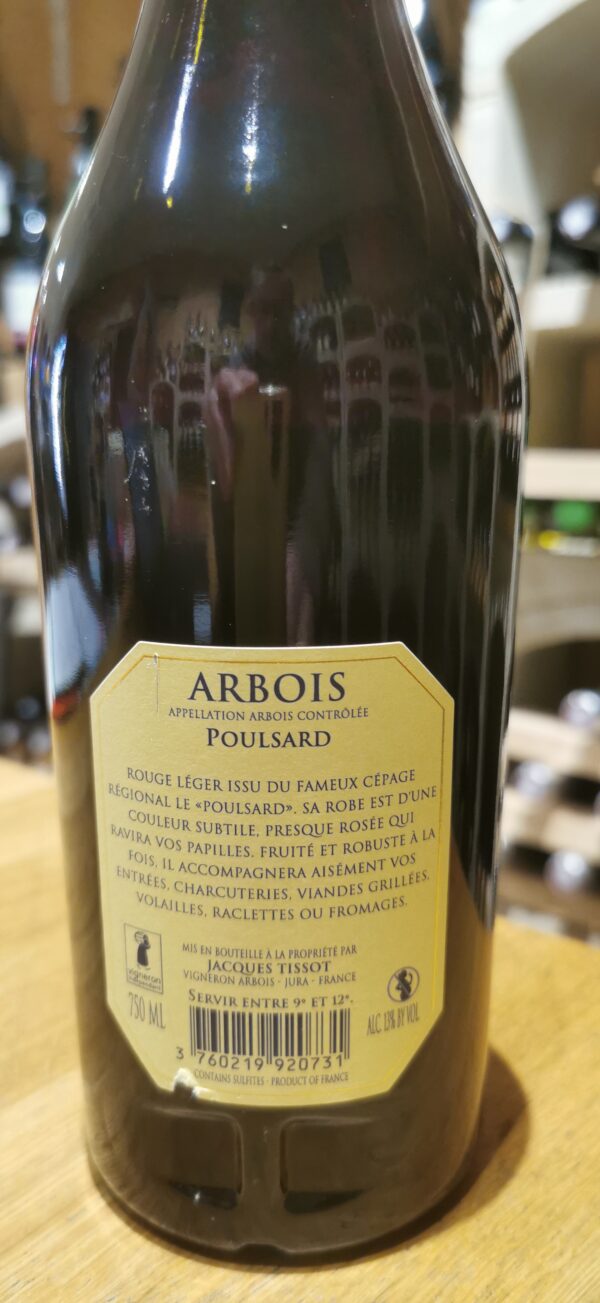 ARBOIS
APPELLATION ARBOIS CONTRÔLÉE
POULSARD
ROUGE LÉGER ISSU DU FAMEUX CÉPAGE
RÉGIONAL LE «POULSARD». SA ROBE EST D'UNE
COULEUR SUBTILE, PRESQUE ROSÉE QUI
RAVIRA VOS PAPILLES. FRUITÉ ET ROBUSTE À LA
FOIS, IL ACCOMPAGNERA AISÉMENT VOS
ENTRÉES, CHARCUTERIES, VIANDES GRILLÉES,
VOLAILLES, RACLETTES OU FROMAGES.
MIS EN BOUTEILLE À LA PROPRIÉTÉ PAR
JACQUES TISSOT
VIGNERON ARBOIS - JURA - FRANCE
vigneron
indépendant
750 ML
SERVIR ENTRE 9° ET 12°.
ALC. 13% BY VOL.
3 760219 920731
CONTAINS SULFITES - PRODUCT OF FRANCE